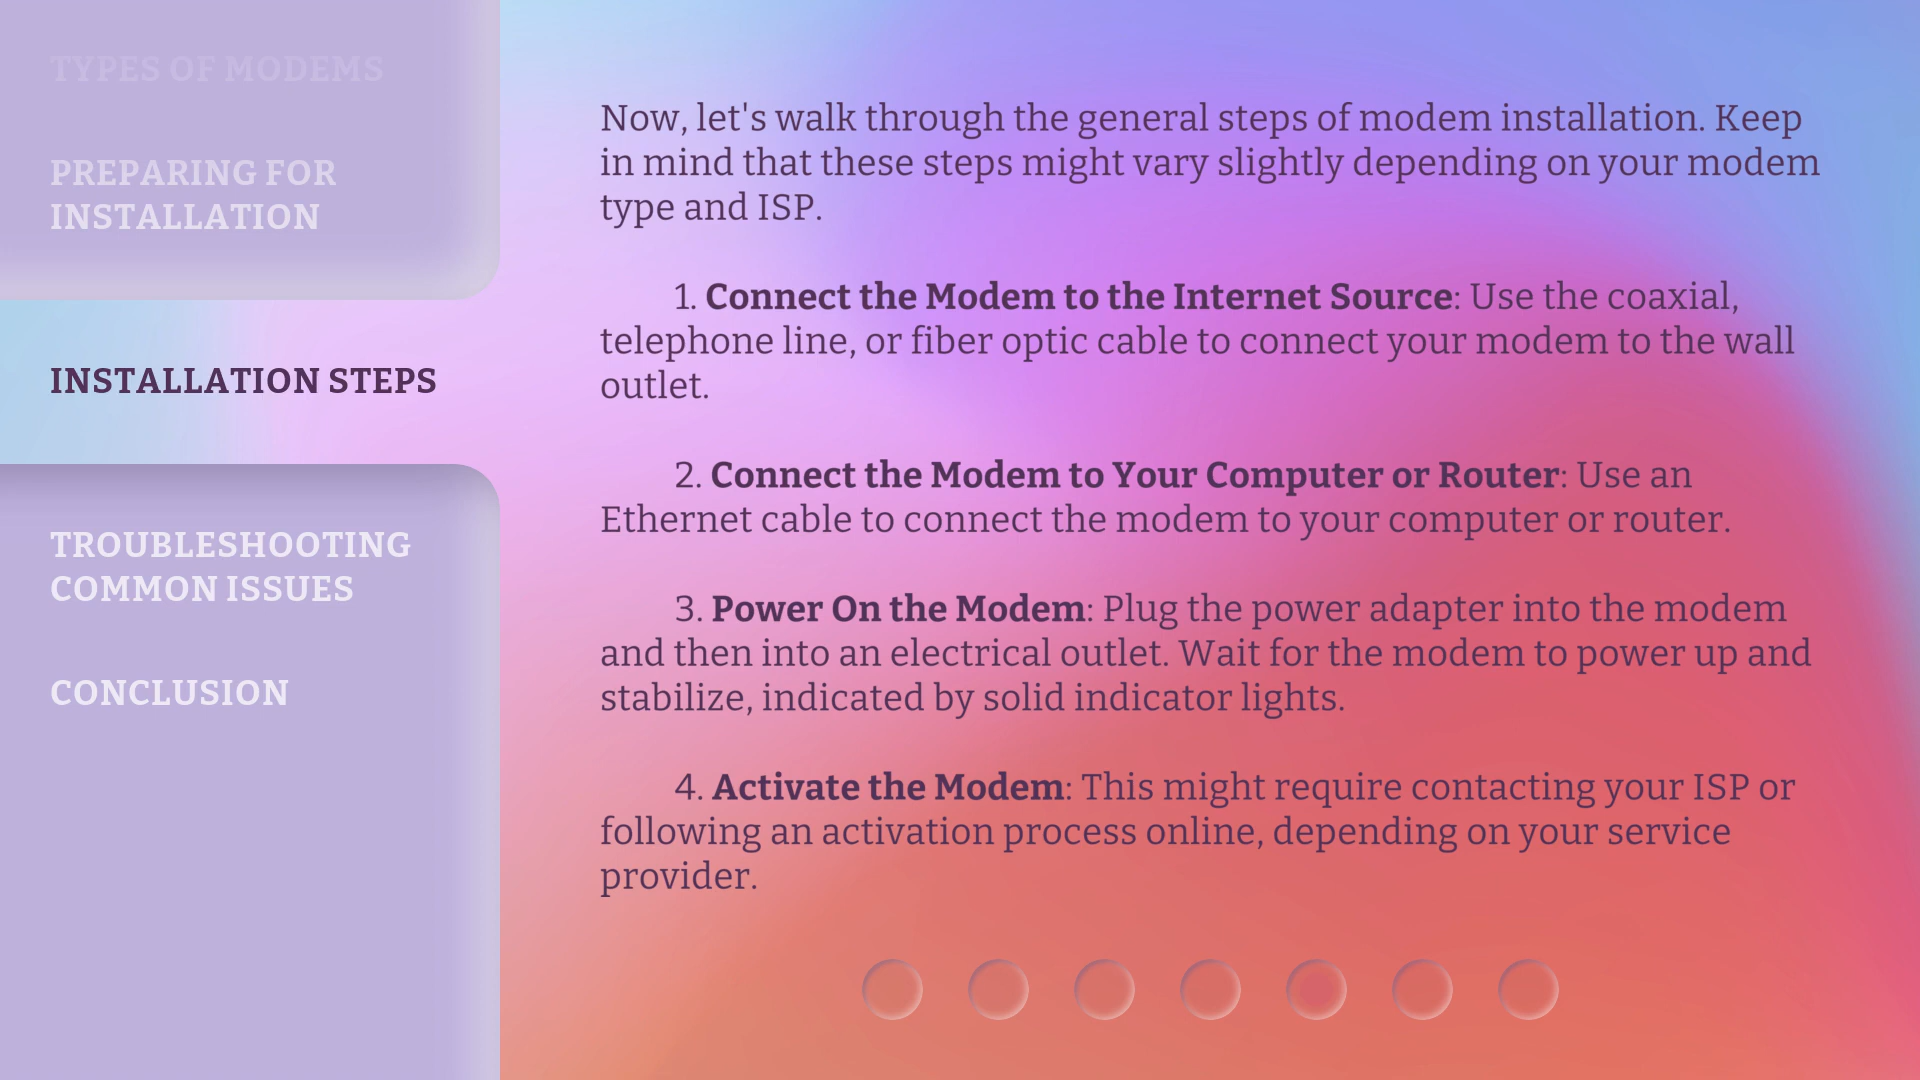 TYPES OF MODEMS
PREPARING FOR
INSTALLATION
INSTALLATION STEPS
TROUBLESHOOTING
COMMON ISSUES
CONCLUSION
Now, let's walk through the general steps of modem installation. Keep
in mind that these steps might vary slightly depending on your modem
type and ISP.
1. Connect the Modem to the Internet Source: Use the coaxial,
telephone line, or fiber optic cable to connect your modem to the wall
outlet.
2. Connect the Modem to Your Computer or Router: Use an
Ethernet cable to connect the modem to your computer or router.
3. Power On the Modem: Plug the power adapter into the modem
and then into an electrical outlet. Wait for the modem to power up and
stabilize, indicated by solid indicator lights.
4. Activate the Modem: This might require contacting your ISP or
following an activation process online, depending on your service
provider.